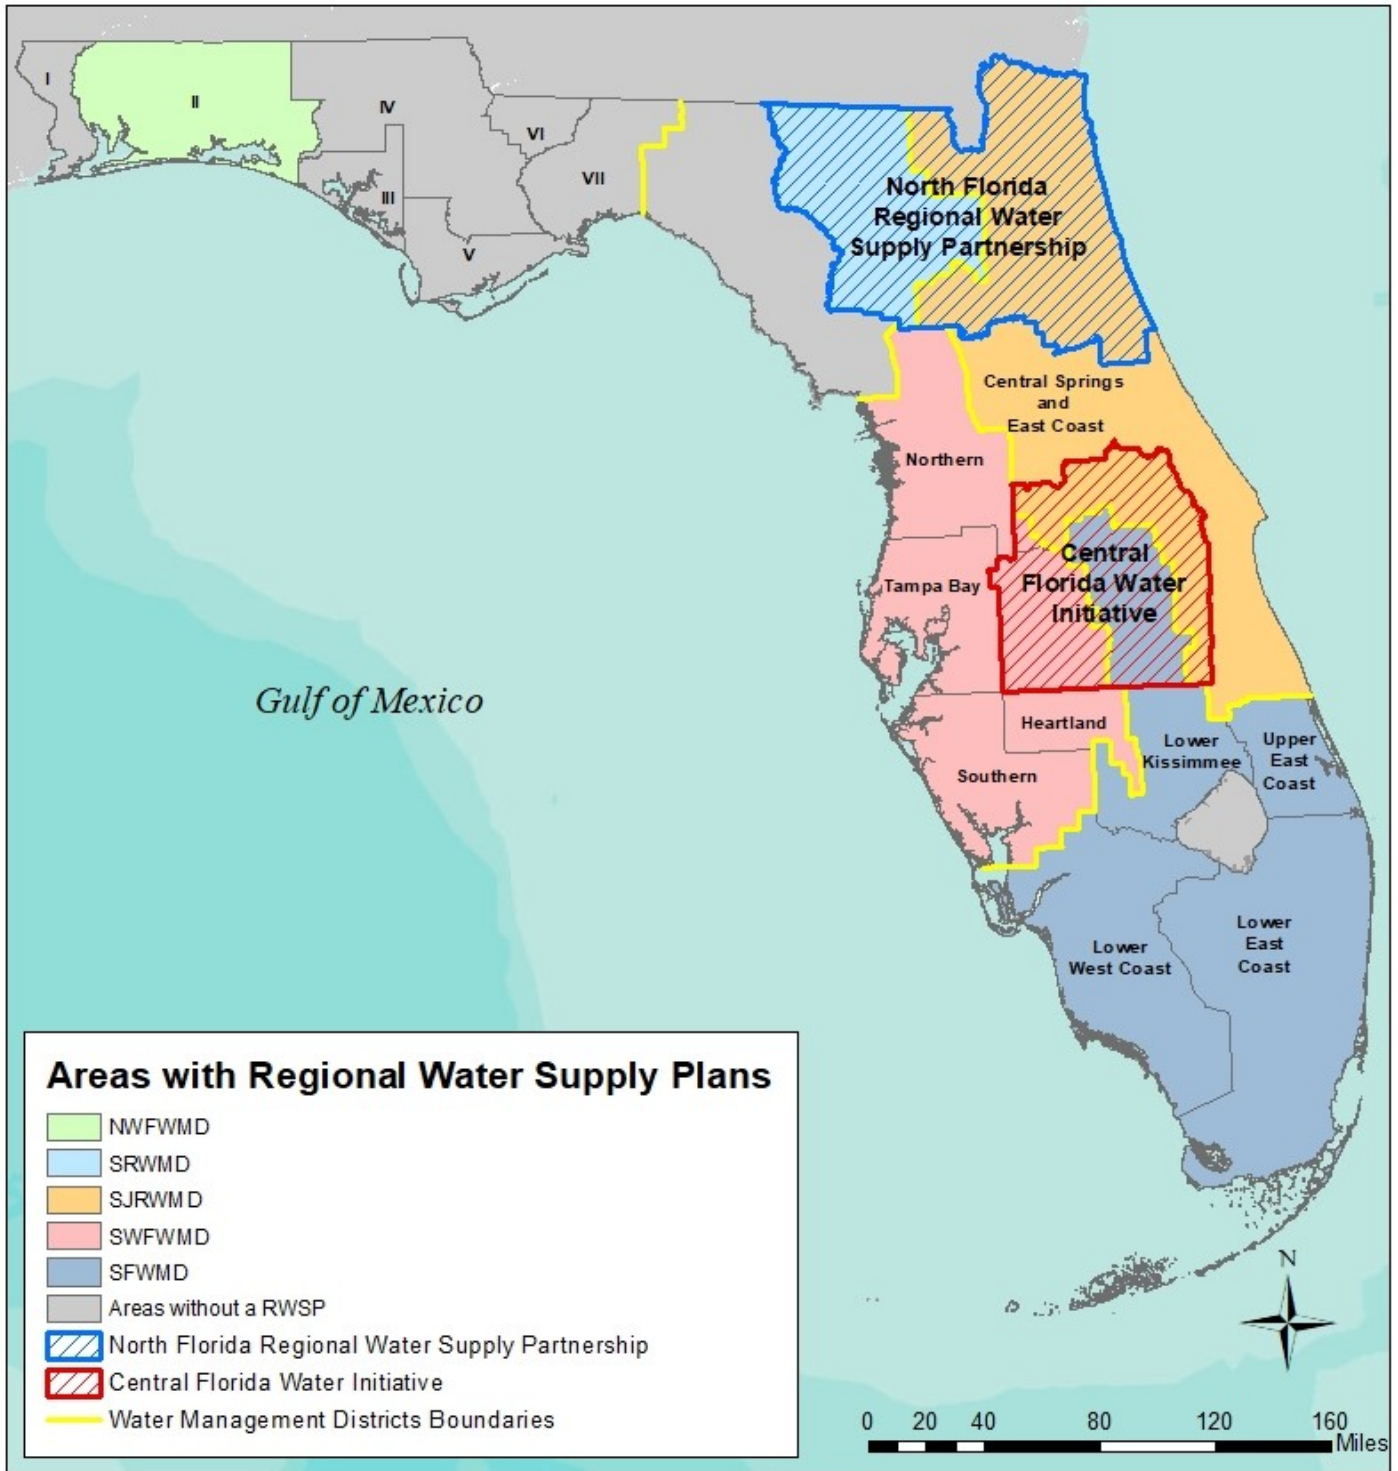 I
II
IV
VI
VII
III
V
North Florida
Regional Water
Supply Partnership
Central Springs
and
East Coast
Northern
Central
Florida Water
Initiative
Tampa Bay
Gulf of Mexico
Heartland
Lower
Kissimmee
Upper
East
Coast
Southern
Lower
East
Coast
Lower
West Coast
Areas with Regional Water Supply Plans
NWFWMD
SRWMD
SJRWMD
SWFWMD
SFWMD
Areas without a RWSP
North Florida Regional Water Supply Partnership
Central Florida Water Initiative
Water Management Districts Boundaries
N
0 20 40 80 120 160
Miles